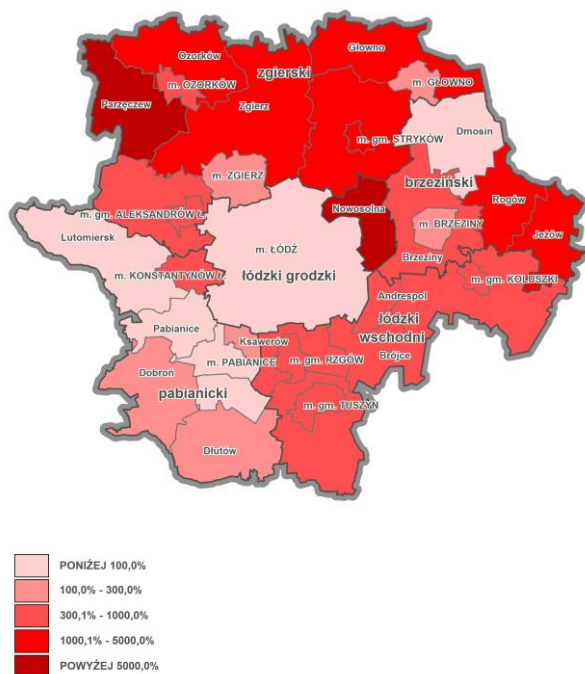 Ozorków
Głowno
zgierski
m. OZORKÓW
m. GŁOWNO
Parzęczew
Zgierz
Dmosin
m. gm. STRYKÓW
m. ZGIERZ
brzeziński
Nowosolna
Rogów
m. gm. ALEKSANDRÓW Ł.
m. BRZEZINY
Jeżów
Lutomiersk
m. ŁÓDŹ
Brzeziny
m. KONSTANTYNÓW Ł.
łódzki grodzki
m. gm. KOLUSZKI
Andrespol
łódzki
wschodni
Pabianice
Ksawerów
m. PABIANICE
m. gm. RZGÓW
Brójce
Dobroń
pabianicki
m. gm. TUSZYN
Dłutów
PONIŻEJ 100,0%
100,0% - 300,0%
300,1% - 1000,0%
1000,1% - 5000,0%
POWYŻEJ 5000,0%